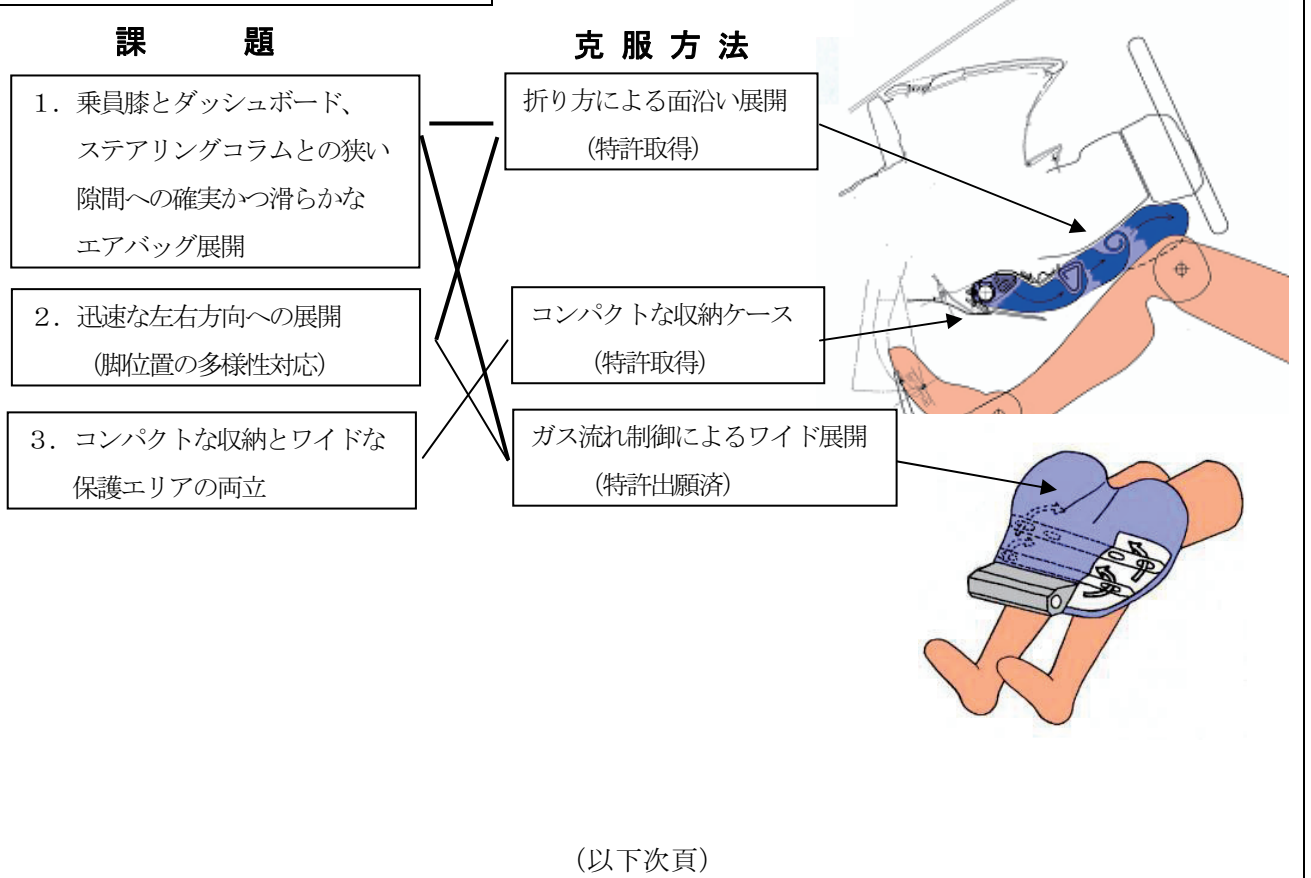 課　題
克服方法
1．乗員膝とダッシュボード、
ステアリングコラムとの狭い
隙間への確実かつ滑らかな
エアバッグ展開
2．迅速な左右方向への展開
（脚位置の多様性対応）
3．コンパクトな収納とワイドな
保護エリアの両立
折り方による面沿い展開
（特許取得）
コンパクトな収納ケース
（特許取得）
ガス流れ制御によるワイド展開
（特許出願済）
（以下次頁）